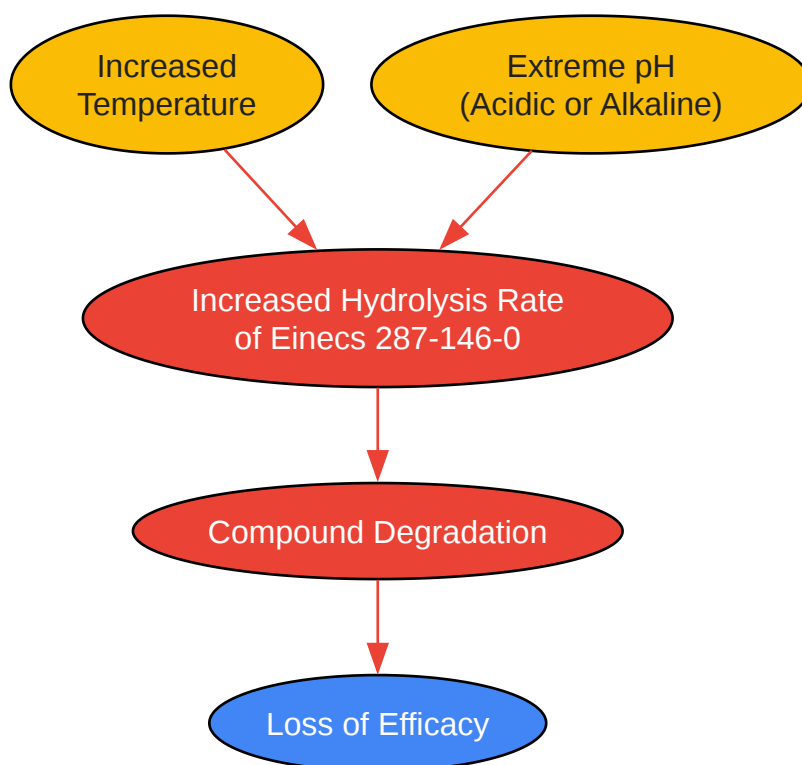 Increased
Temperature
Extreme pH
(Acidic or Alkaline)
Increased Hydrolysis Rate
of Einecs 287-146-0
Compound Degradation
Loss of Efficacy